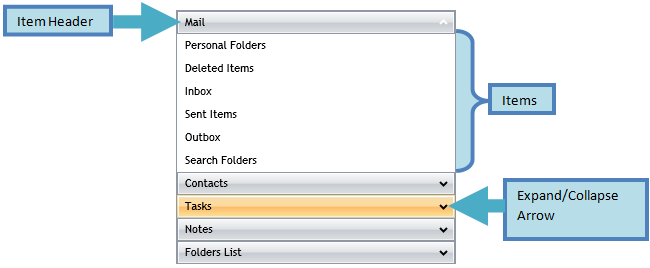 Item Header
Mail
Personal Folders
Deleted Items
Inbox
Sent Items
Outbox
Search Folders
Items
Contacts
Tasks
Expand/Collapse
Arrow
Notes
Folders List